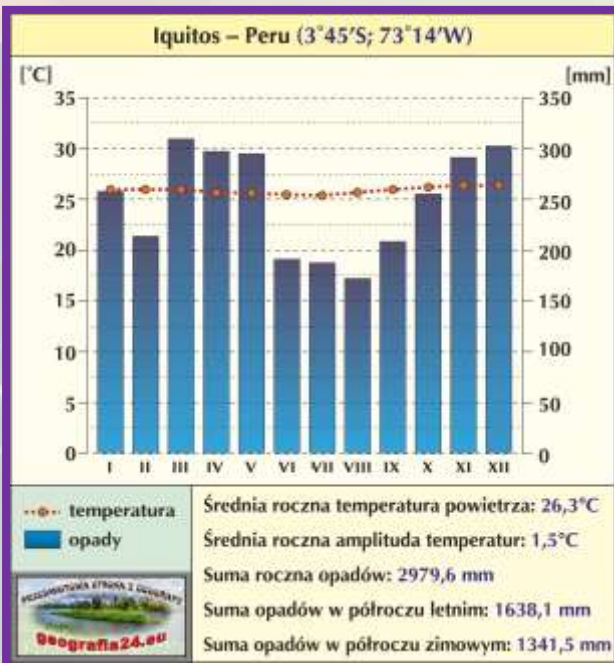 Iquitos – Peru (3°45'S; 73°14'W)
[°C] [mm]
35 350
30 300
25 250
20 200
15 150
10 100
5 50
0 0
I II III IV V VI VII VIII IX X XI XII
temperatura
opady
Średnia roczna temperatura powietrza: 26,3°C
Średnia roczna amplituda temperatur: 1,5°C
Suma roczna opadów: 2979,6 mm
Suma opadów w półroczu letnim: 1638,1 mm
Suma opadów w półroczu zimowym: 1341,5 mm
geografia24.eu